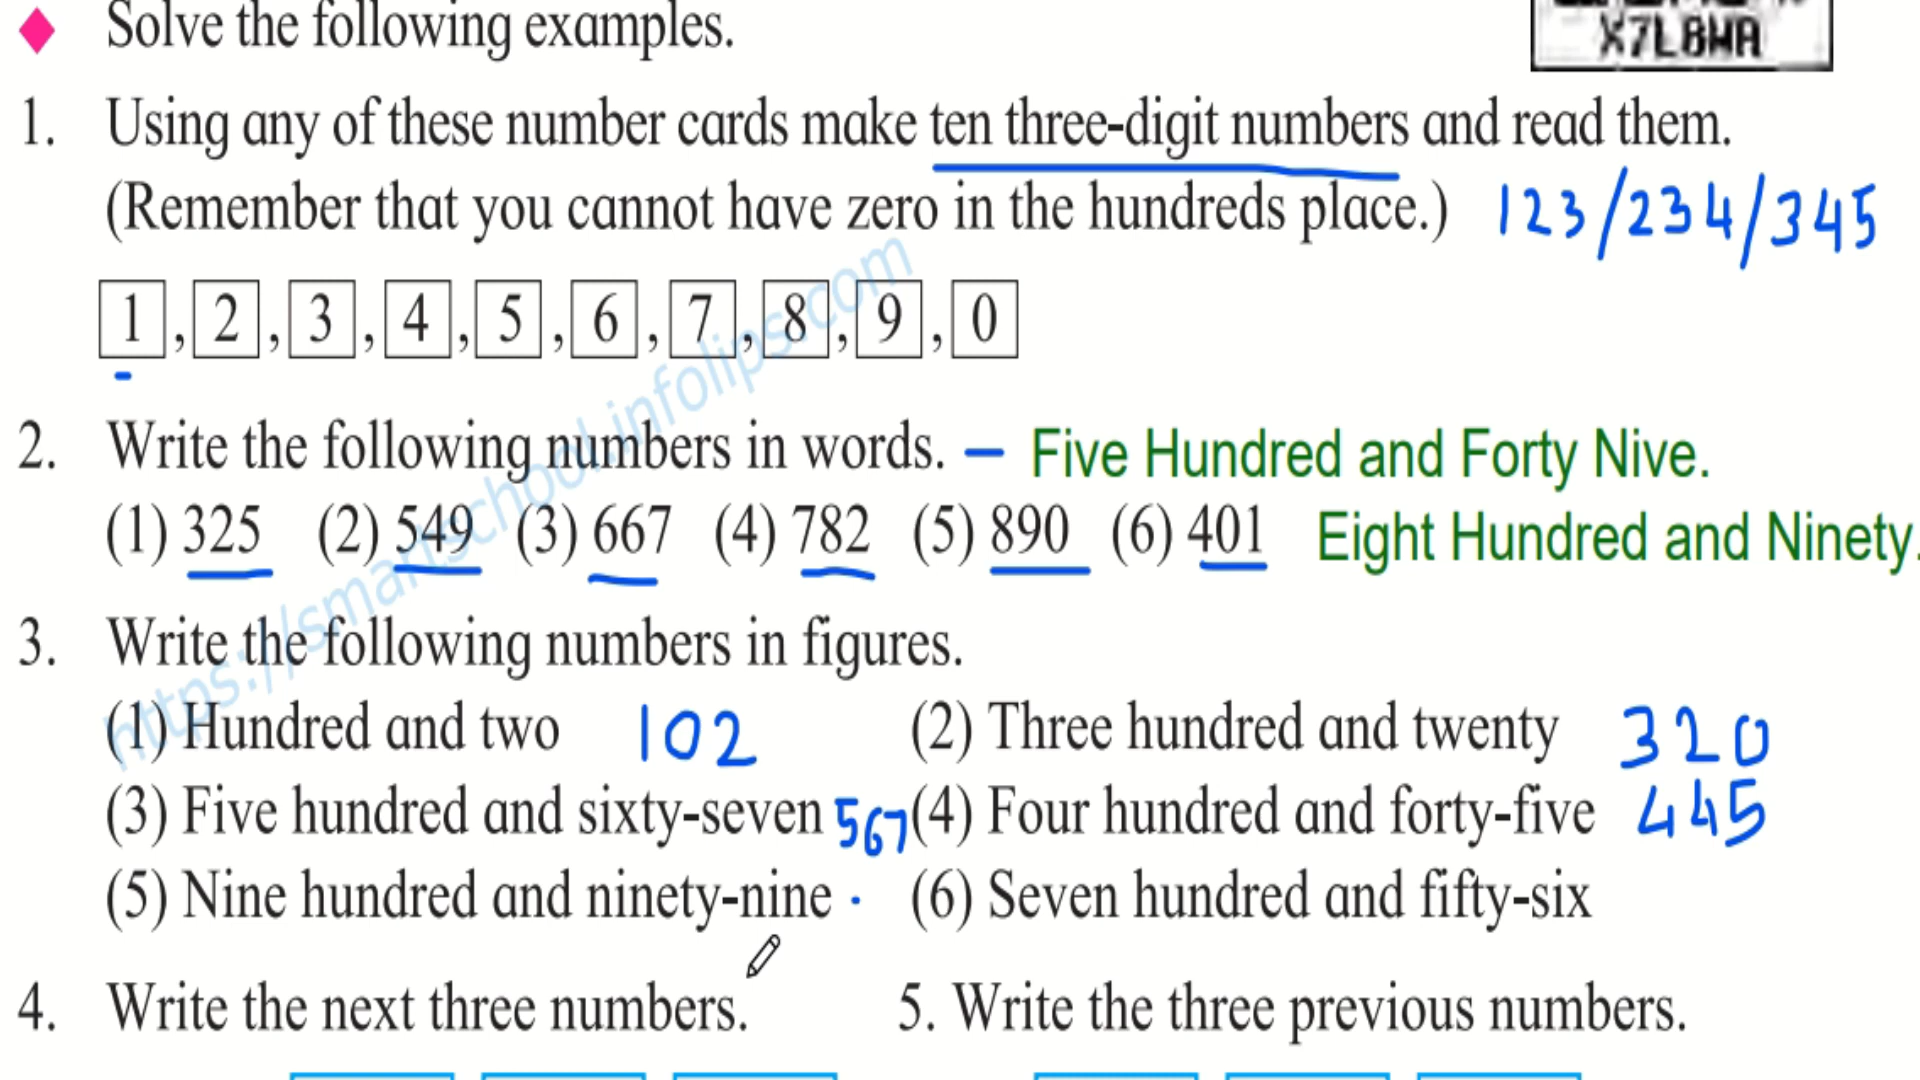 Solve the following examples.
X7L8WA
1. Using any of these number cards make ten three-digit numbers and read them.
(Remember that you cannot have zero in the hundreds place.) 123/234/345
1, 2, 3, 4, 5, 6, 7, 8, 9, 0
2. Write the following numbers in words. – Five Hundred and Forty Nive.
(1) 325 (2) 549 (3) 667 (4) 782 (5) 890 (6) 401 Eight Hundred and Ninety.
3. Write the following numbers in figures.
(1) Hundred and two 102 (2) Three hundred and twenty 320
(3) Five hundred and sixty-seven 567 (4) Four hundred and forty-five 445
(5) Nine hundred and ninety-nine . (6) Seven hundred and fifty-six
4. Write the next three numbers. 5. Write the three previous numbers.
https://smartschool.infolips.com